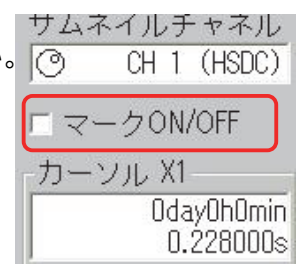 サムネイルチャネル
い。
CH 1 (HSDC)
マークON/OFF
カーソル X1
0day0h0min
0.228000s